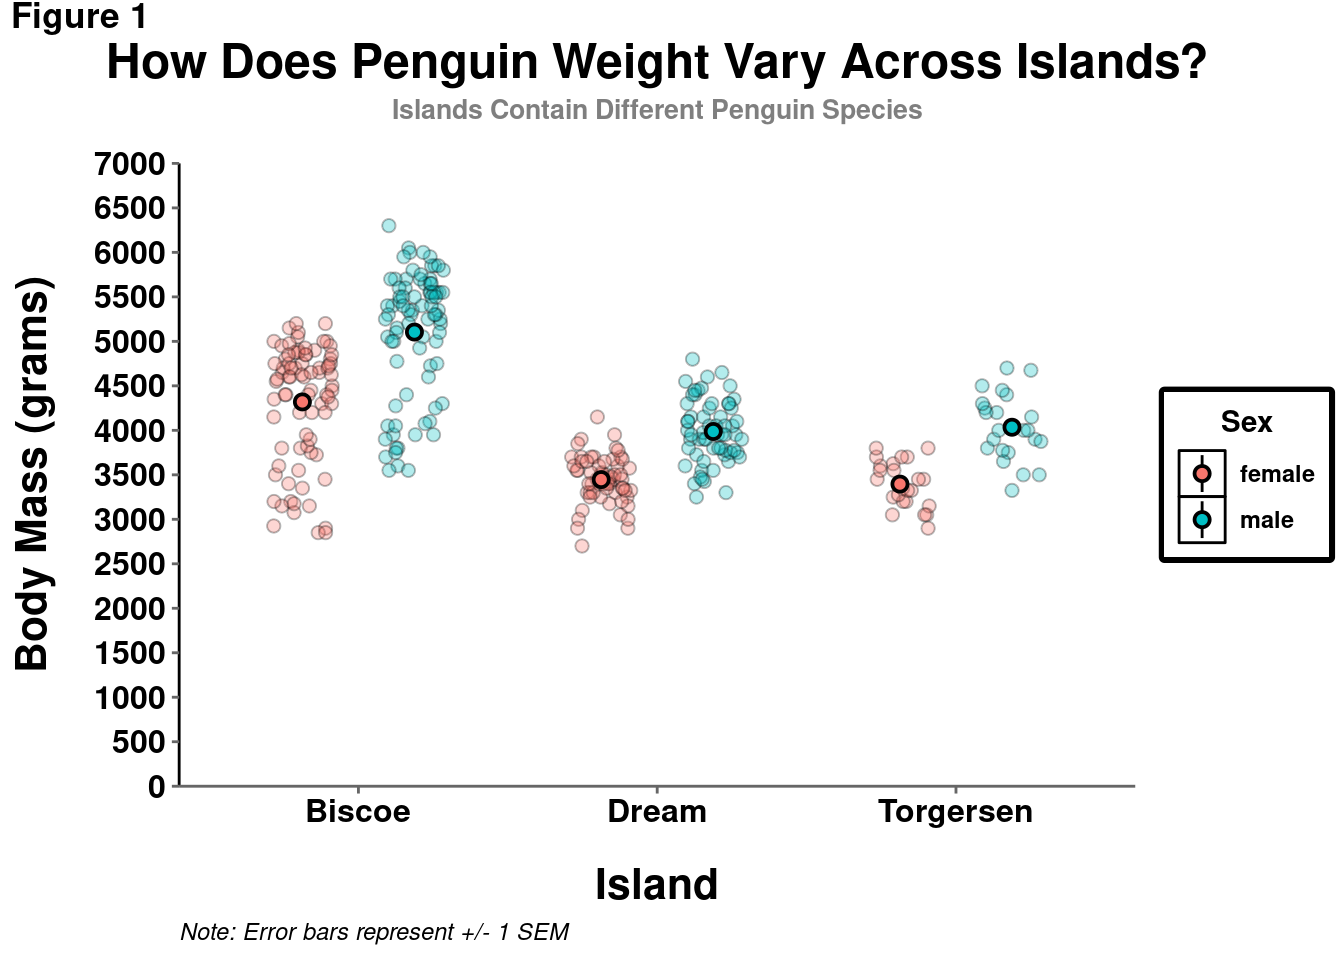 Figure 1
How Does Penguin Weight Vary Across Islands?
Islands Contain Different Penguin Species
7000
6500
6000
5500
5000
4500
4000
3500
3000
2500
2000
1500
1000
500
0
Body Mass (grams)
Biscoe
Dream
Torgersen
Island
Sex
female
male
Note: Error bars represent +/- 1 SEM